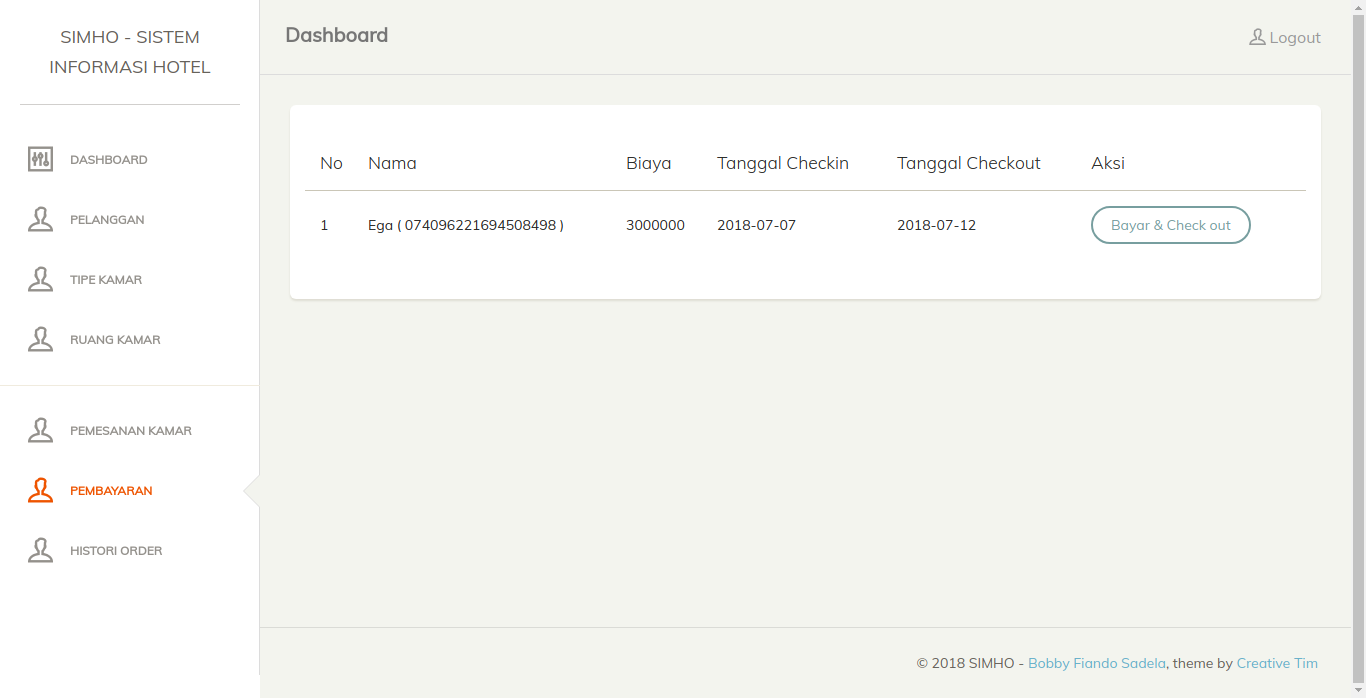 SIMHO - SISTEM
INFORMASI HOTEL
DASHBOARD
PELANGGAN
TIPE KAMAR
RUANG KAMAR
PEMESANAN KAMAR
PEMBAYARAN
HISTORI ORDER
Dashboard
Logout
No Nama Biaya Tanggal Checkin Tanggal Checkout Aksi
1 Ega ( 074096221694508498 ) 3000000 2018-07-07 2018-07-12 Bayar & Check out
© 2018 SIMHO - Bobby Fiando Sadela, theme by Creative Tim